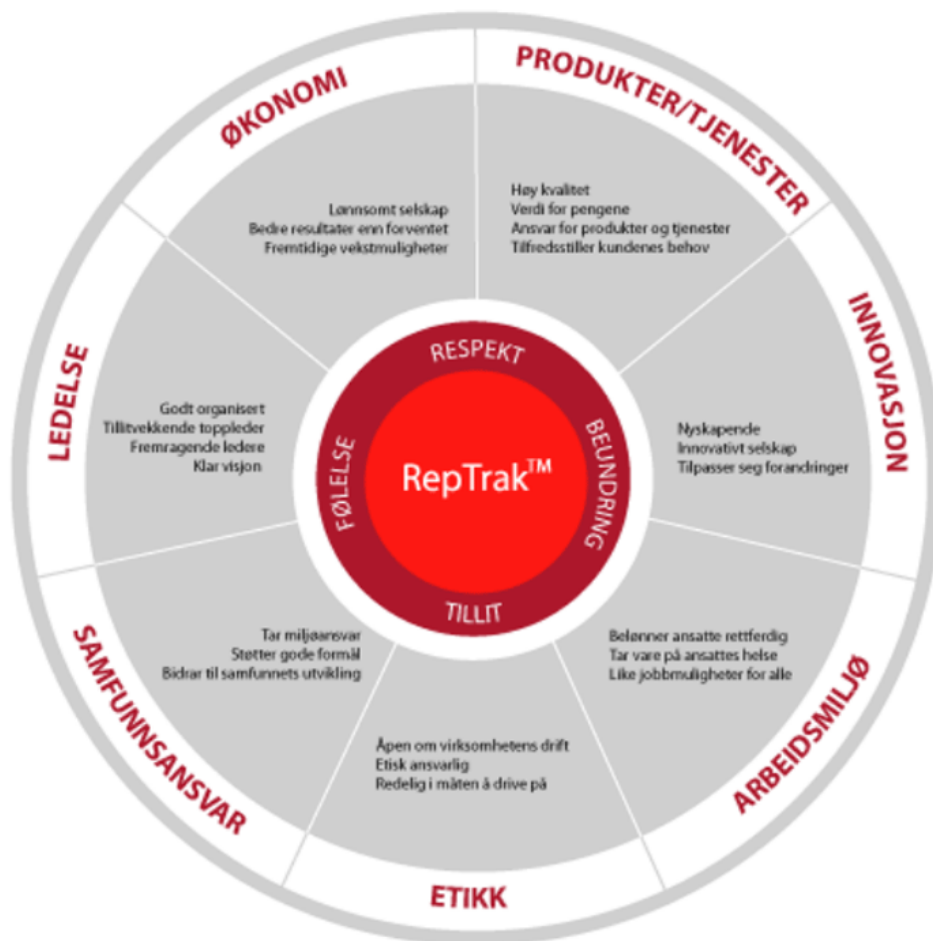 ØKONOMI
Lønnsomt selskap
Bedre resultater enn forventet
Fremtidige vekstmuligheter
PRODUKTER/TJENESTER
Høy kvalitet
Verdi for pengene
Ansvar for produkter og tjenester
Tilfredsstiller kundenes behov
INNOVASJON
Nyskapende
Innovativt selskap
Tilpasser seg forandringer
ARBEIDSMILJØ
Belønner ansatte rettferdig
Tar vare på ansattes helse
Like jobbmuligheter for alle
ETIKK
Åpen om virksomhetens drift
Etisk ansvarlig
Redelig i måten å drive på
SAMFUNNSANSVAR
Tar miljøansvar
Støtter gode formål
Bidrar til samfunnets utvikling
LEDELSE
Godt organisert
Tillitvekkende toppleder
Fremragende ledere
Klar visjon
RESPEKT
BEUNDRING
TILLIT
FØLELSE
RepTrak™